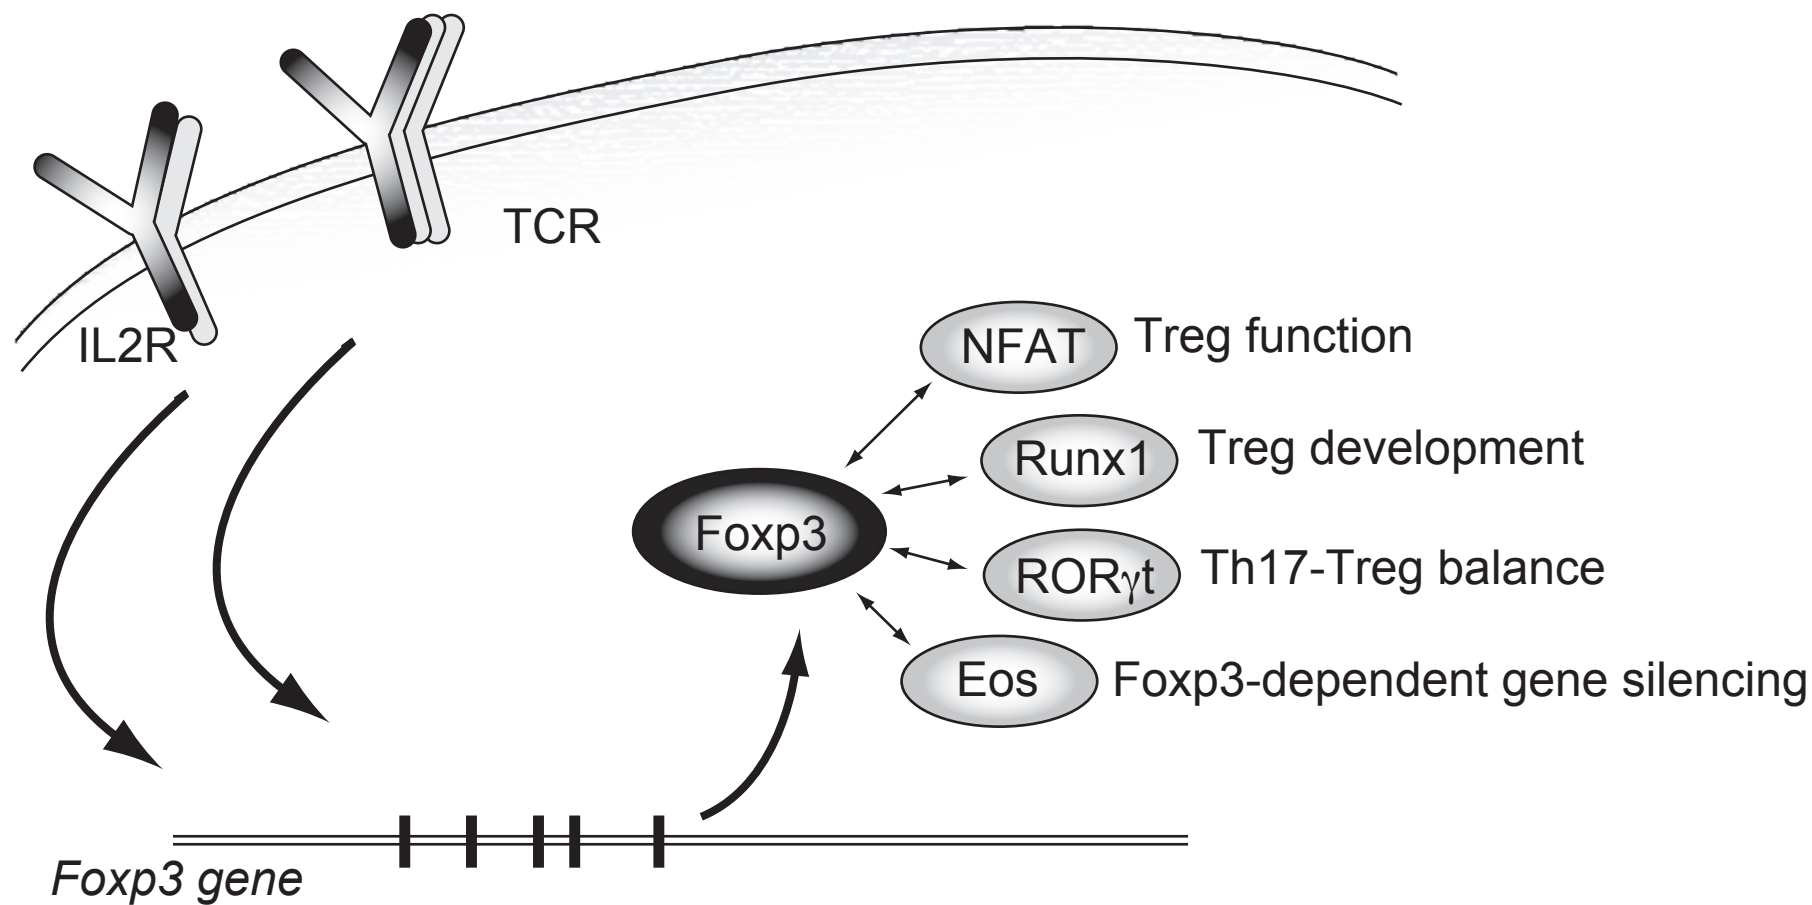 TCR
IL2R
NFAT Treg function
Runx1 Treg development
Foxp3
RORγt Th17-Treg balance
Eos Foxp3-dependent gene silencing
Foxp3 gene